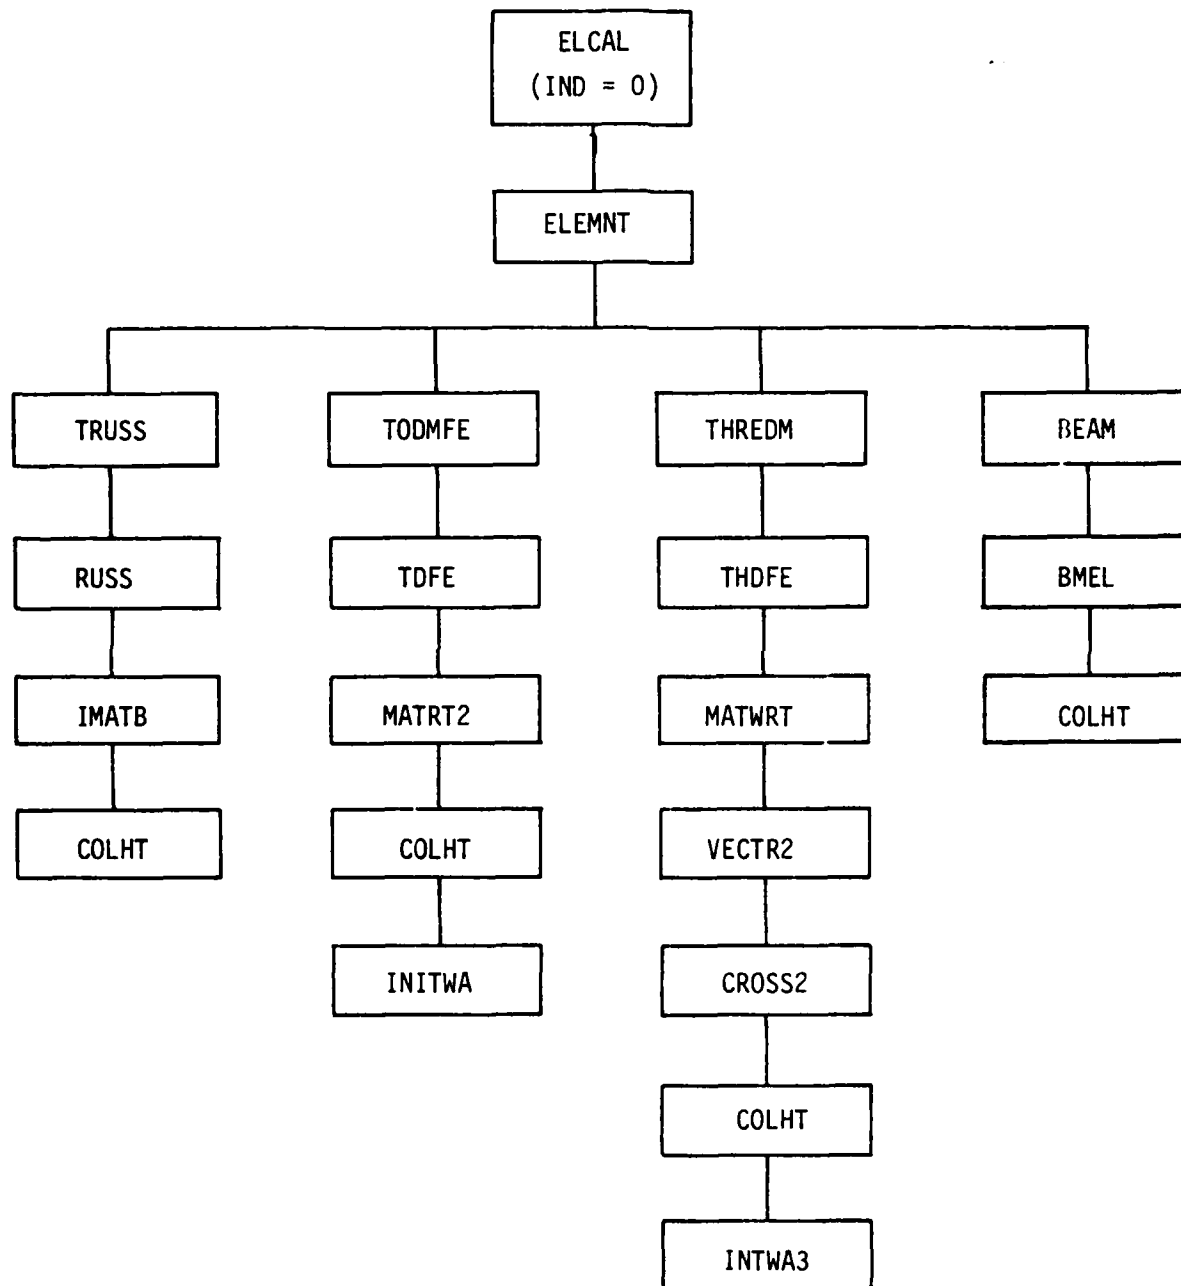 ELCAL
(IND = 0)
ELEMNT
TRUSS
TODMFE
THREDM
BEAM
RUSS
TDFE
THDFE
BMEL
IMATB
MATRT2
MATWRT
COLHT
COLHT
COLHT
VECTR2
INITWA
CROSS2
COLHT
INTWA3